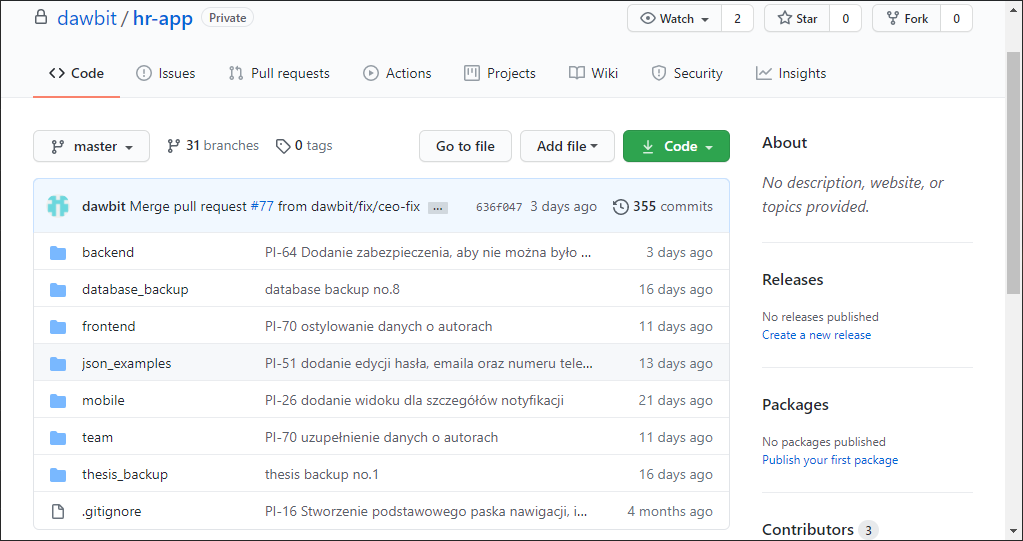 dawbit / hr-app Private Watch 2 Star 0 Fork 0
Code Issues Pull requests Actions Projects Wiki Security Insights
master 31 branches 0 tags Go to file Add file Code
dawbit Merge pull request #77 from dawbit/fix/ceo-fix ... 636f047 3 days ago 355 commits
backend PI-64 Dodanie zabezpieczenia, aby nie można było ... 3 days ago
database_backup database backup no.8 16 days ago
frontend PI-70 ostylowanie danych o autorach 11 days ago
json_examples PI-51 dodanie edycji hasła, emaila oraz numeru tele... 13 days ago
mobile PI-26 dodanie widoku dla szczegółów notyfikacji 21 days ago
team PI-70 uzupełnienie danych o autorach 11 days ago
thesis_backup thesis backup no.1 16 days ago
.gitignore PI-16 Stworzenie podstawowego paska nawigacji, i... 4 months ago
About
No description, website, or
topics provided.
Releases
No releases published
Create a new release
Packages
No packages published
Publish your first package
Contributors 3